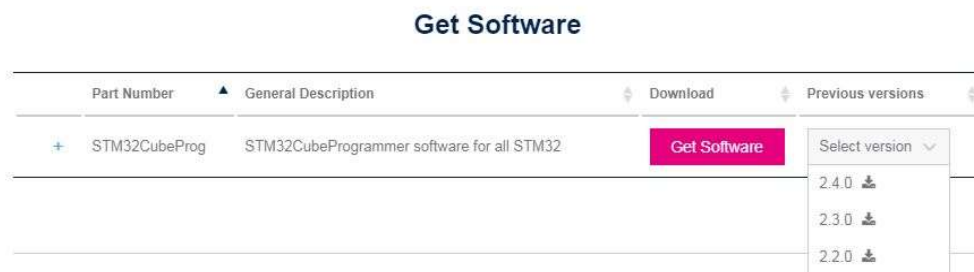 Get Software
Part Number General Description Download Previous versions
+ STM32CubeProg STM32CubeProgrammer software for all STM32 Get Software Select version
2.4.0
2.3.0
2.2.0